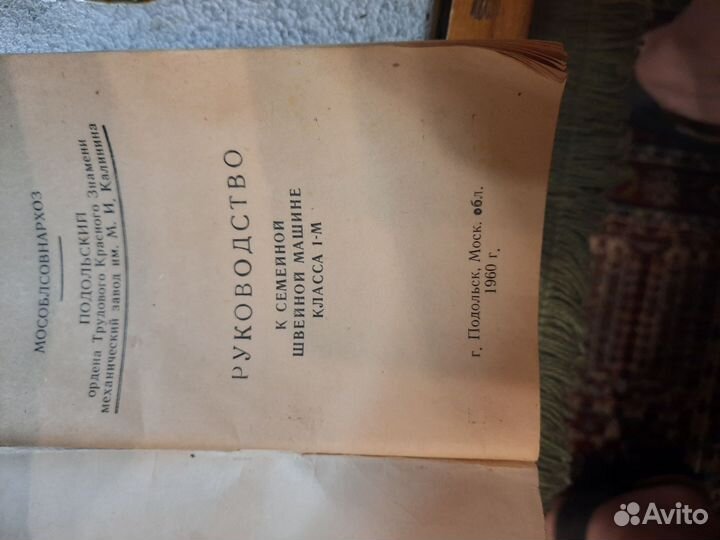 МОСОБЛСОВНАРХОЗ
ПОДОЛЬСКИЙ
ордена Трудового Красного Знамени
механический завод им. М. И. Калинина
РУКОВОДСТВО
К СЕМЕЙНОЙ
ШВЕЙНОЙ МАШИНЕ
КЛАССА 1-М
г. Подольск, Моск. обл.
1960 г.
Avito